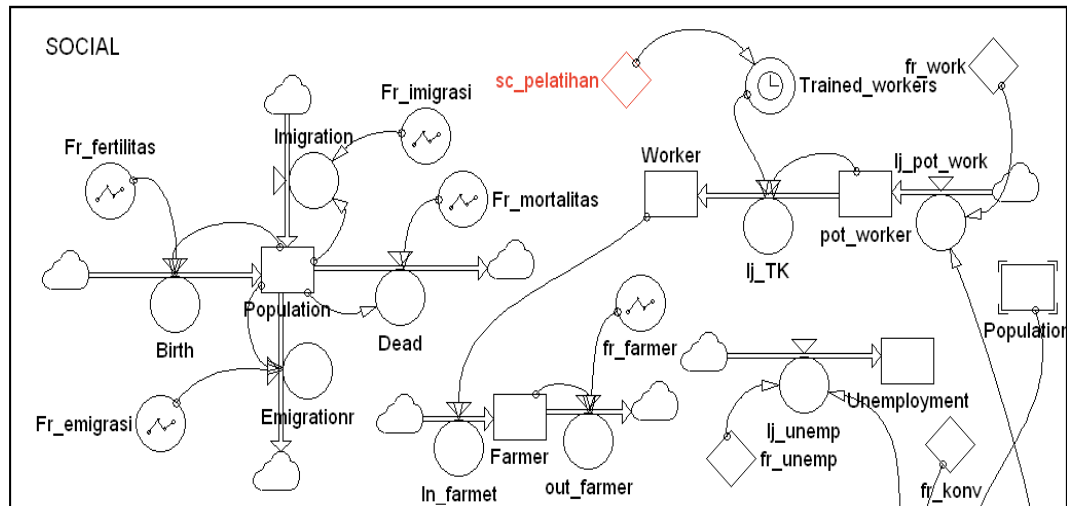 SOCIAL
sc_pelatihan
fr_work
Trained_workers
Fr_imigrasi
Imigration
Fr_fertilitas
Worker
lj_pot_work
Fr_mortalitas
pot_worker
lj_TK
Population
Population
Birth
Dead
fr_farmer
Unemployment
Emigrationr
Fr_emigrasi
lj_unemp
Farmer
fr_unemp
In_farmet
out_farmer
fr_konv